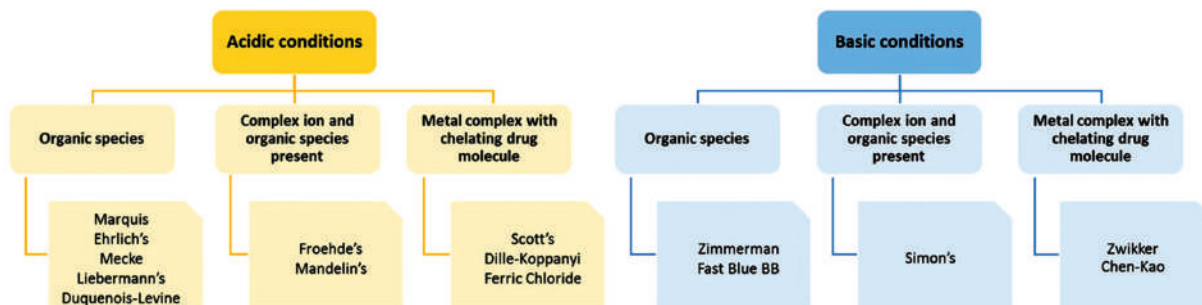 Acidic conditions
Basic conditions
Organic species
Complex ion and
organic species
present
Metal complex with
chelating drug
molecule
Organic species
Complex ion and
organic species
present
Metal complex with
chelating drug
molecule
Marquis
Ehrlich's
Mecke
Liebermann's
Duquenois-Levine
Froehde's
Mandelin's
Scott's
Dille-Koppanyi
Ferric Chloride
Zimmerman
Fast Blue BB
Simon's
Zwikker
Chen-Kao